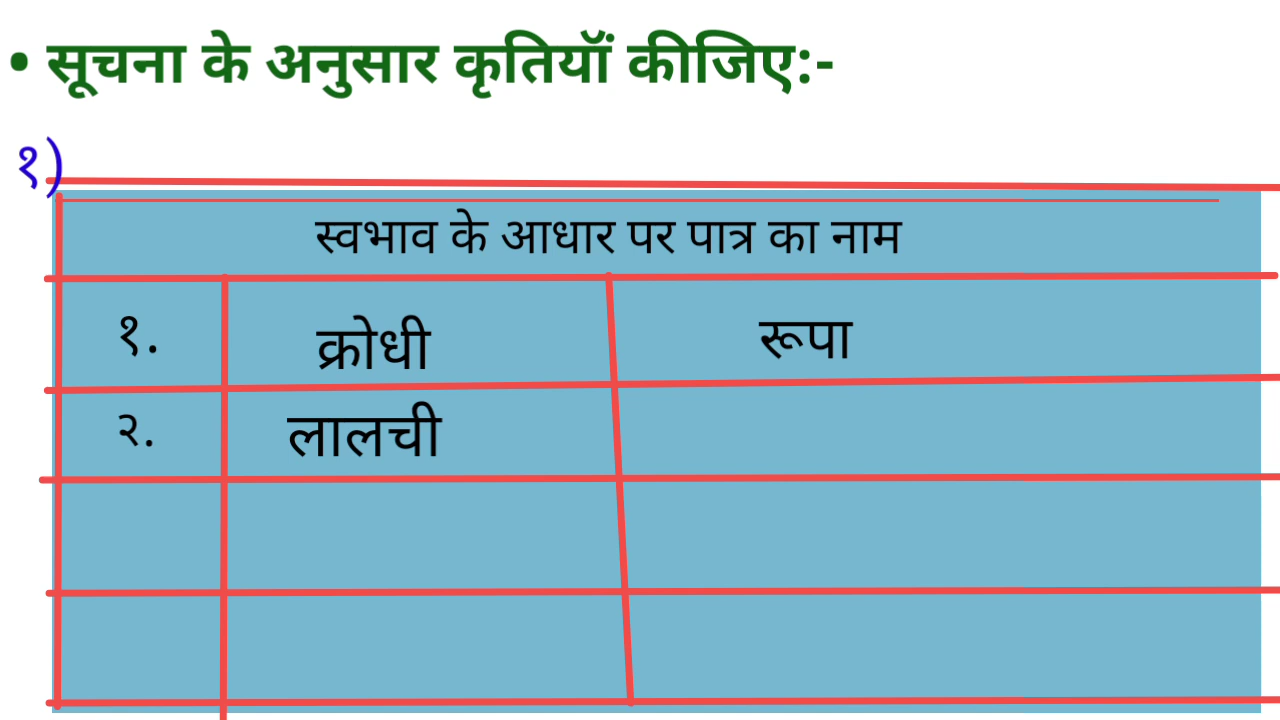 • सूचना के अनुसार कृतियाॅं कीजिए:-
१)
स्वभाव के आधार पर पात्र का नाम
१. क्रोधी रूपा
२. लालची